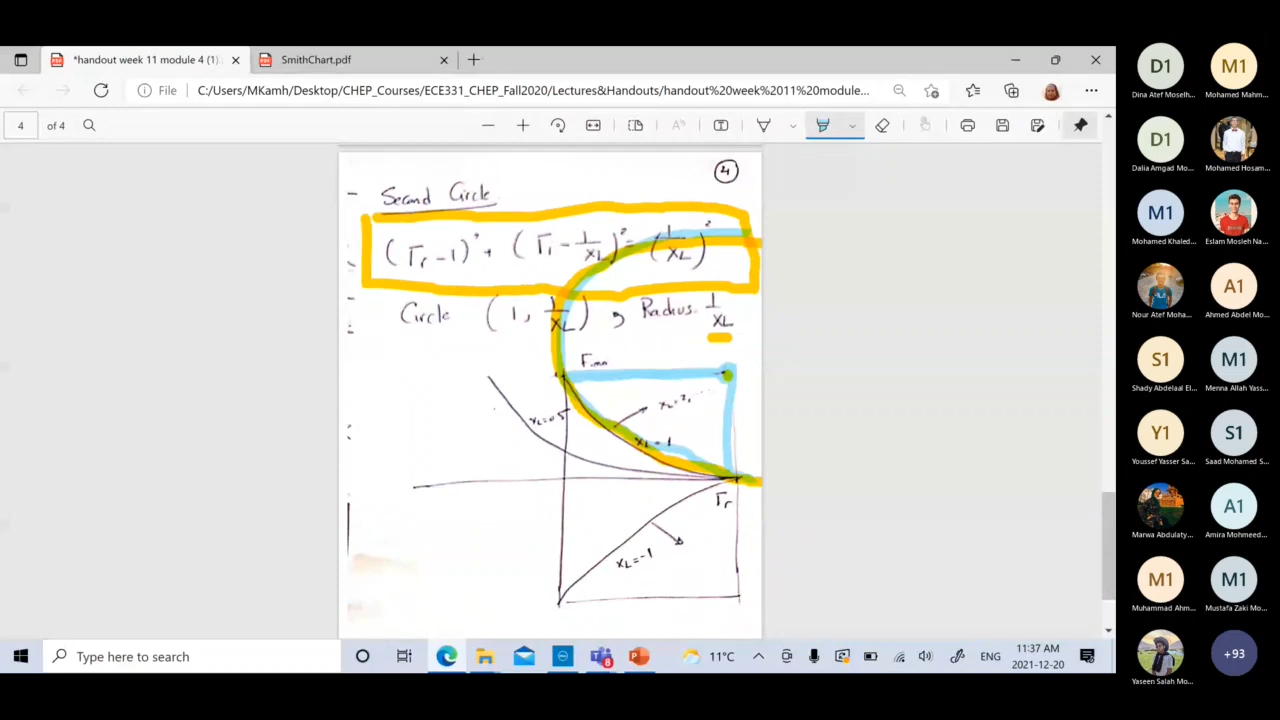 *handout week 11 module 4 (1).
SmithChart.pdf
File
C:/Users/MKamh/Desktop/CHEP_Courses/ECE331_CHEP_Fall2020/Lectures&Handouts/handout%20week%2011%20module...
4
of 4
4
Second Circle
(Γr - 1)² + (Γi - 1/XL)² = (1/XL)²
Circle (1, 1/XL) , Radius 1/XL
XL=2, ....
XL=0.5
XL=1
Γr
XL=-1
D1
M1
Dina Atef Moselh...
Mohamed Mahm...
D1
Dalia Amgad Mo...
Mohamed Hosam...
M1
Mohamed Khaled...
Eslam Mosleh Na...
A1
Nour Atef Moha...
Ahmed Abdel Mo...
S1
M1
Shady Abdelaal El...
Menna Allah Yass...
Y1
S1
Youssef Yasser Sa...
Saad Mohamed S...
A1
Marwa Abdulaty...
Amira Mohmeed...
M1
M1
Muhammad Ahm...
Mustafa Zaki Mo...
+93
Yaseen Salah Mo...
Type here to search
8
11°C
ENG
11:37 AM
2021-12-20